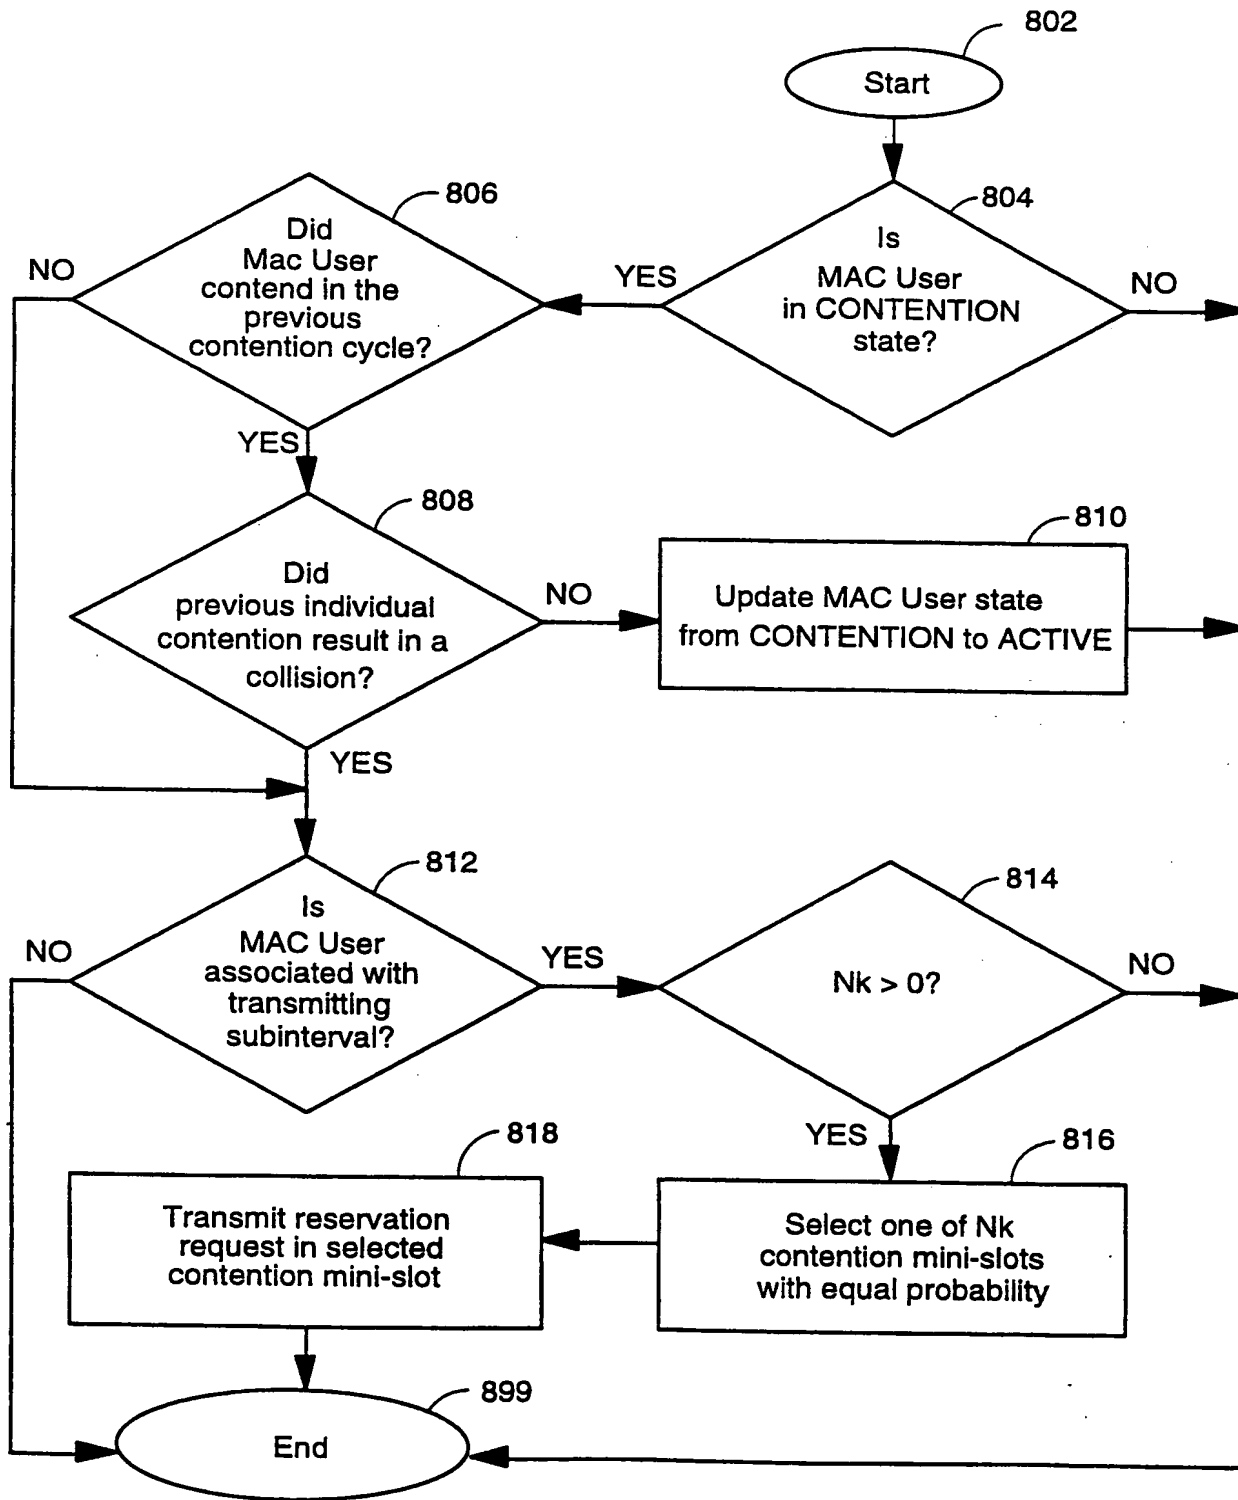 802
Start
804
Is
MAC User
in CONTENTION
state?
YES
NO
806
Did
Mac User
contend in the
previous
contention cycle?
NO
YES
808
Did
previous individual
contention result in a
collision?
NO
YES
810
Update MAC User state
from CONTENTION to ACTIVE
812
Is
MAC User
associated with
transmitting
subinterval?
NO
YES
814
Nk > 0?
NO
YES
816
Select one of Nk
contention mini-slots
with equal probability
818
Transmit reservation
request in selected
contention mini-slot
899
End